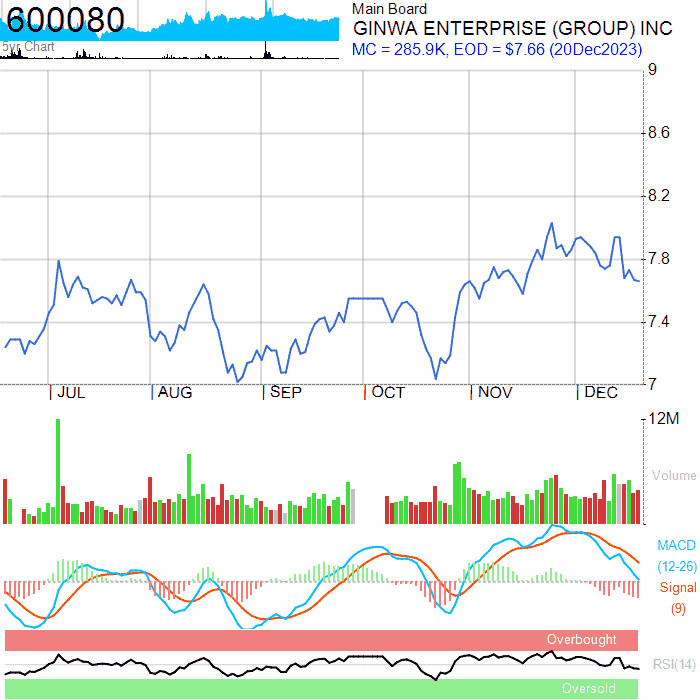 600080
5yr Chart
Main Board
GINWA ENTERPRISE (GROUP) INC
MC = 285.9K, EOD = $7.66 (20Dec2023)
9
8.6
8.2
7.8
7.4
7
JUL AUG SEP OCT NOV DEC
12M
Volume
MACD
(12-26)
Signal
(9)
Overbought
RSI(14)
Oversold